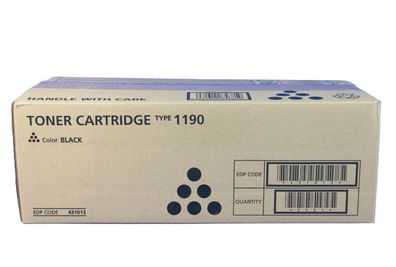 HANDLE WITH CARE
TONER CARTRIDGE TYPE 1190
Color BLACK
EDP CODE
QUANTITY
EDP CODE 431013